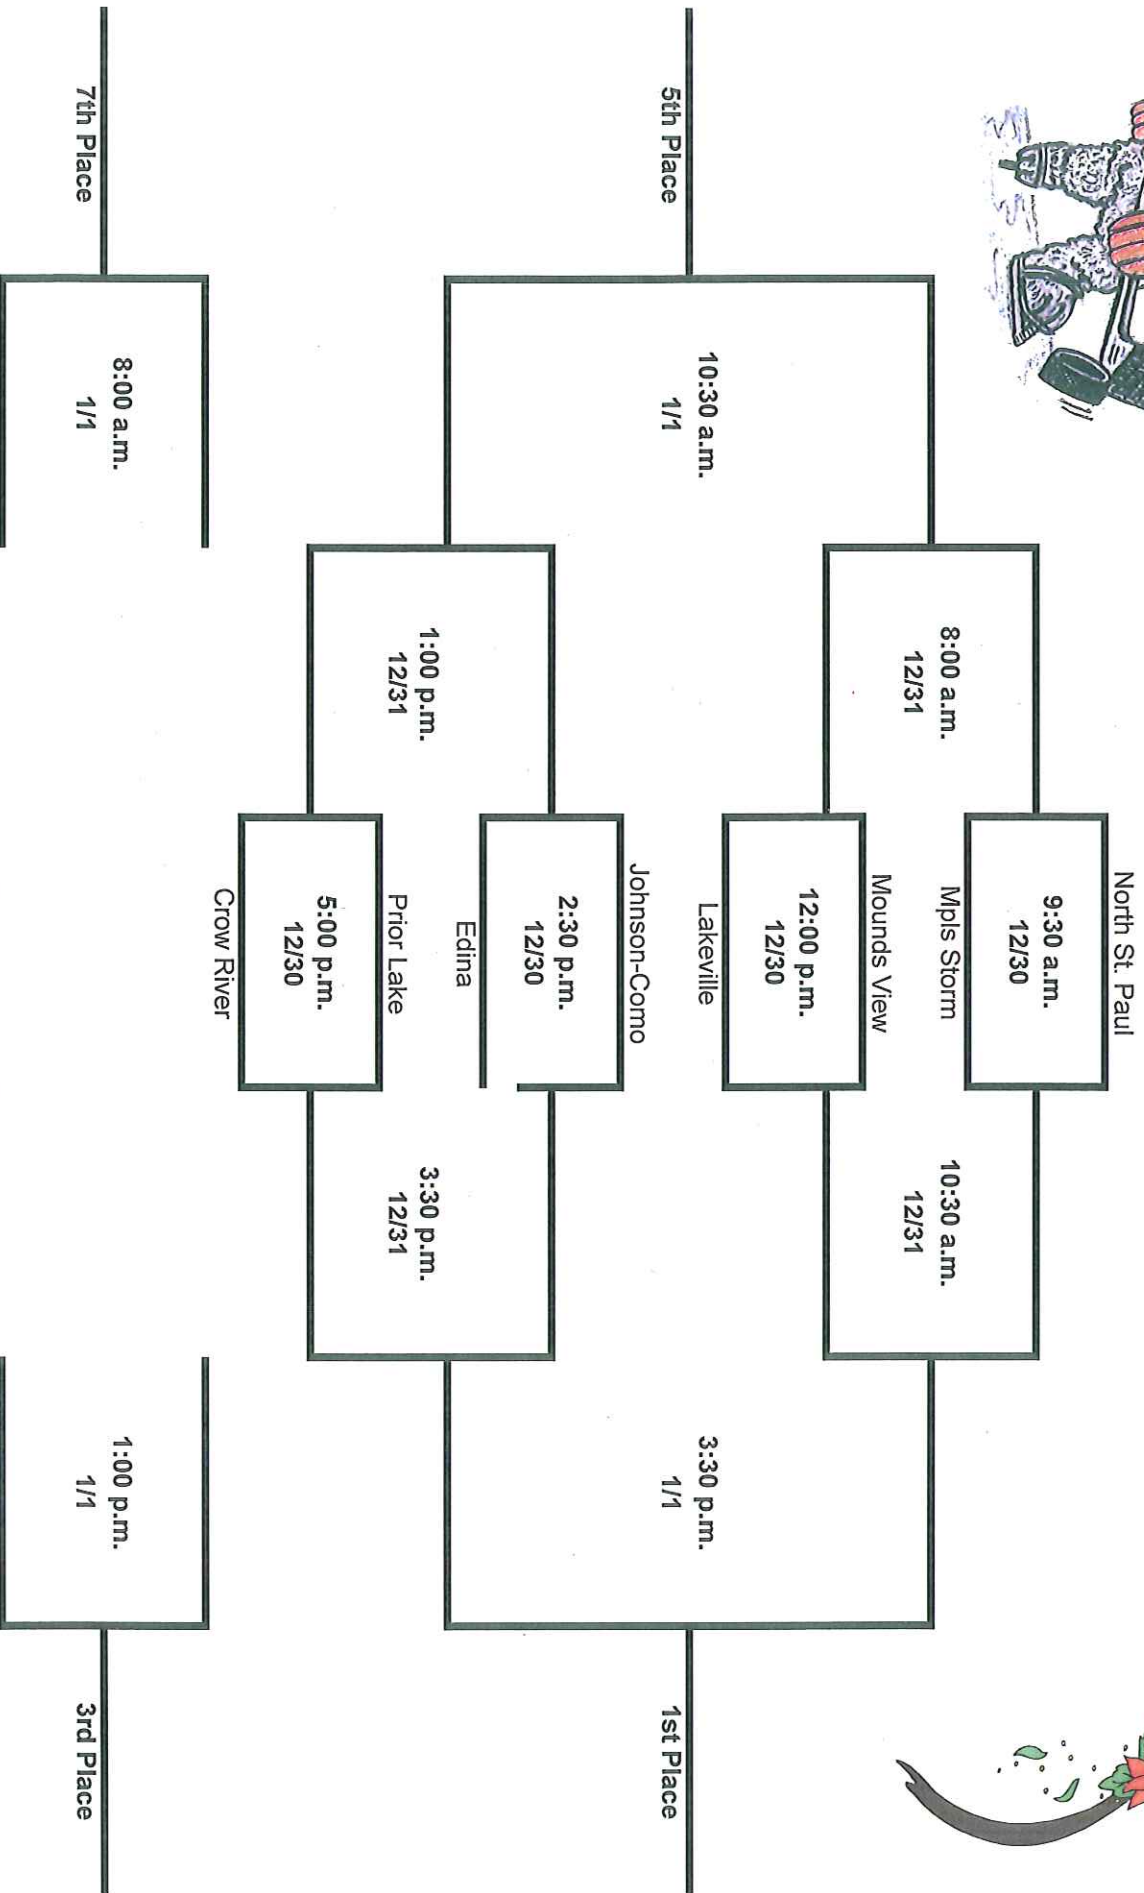 North St. Paul
9:30 a.m.
12/30
Mpls Storm
8:00 a.m.
12/31
10:30 a.m.
12/31
Mounds View
12:00 p.m.
12/30
Lakeville
10:30 a.m.
1/1
3:30 p.m.
1/1
5th Place
1st Place
Johnson-Como
2:30 p.m.
12/30
Edina
1:00 p.m.
12/31
3:30 p.m.
12/31
Prior Lake
5:00 p.m.
12/30
Crow River
8:00 a.m.
1/1
1:00 p.m.
1/1
7th Place
3rd Place